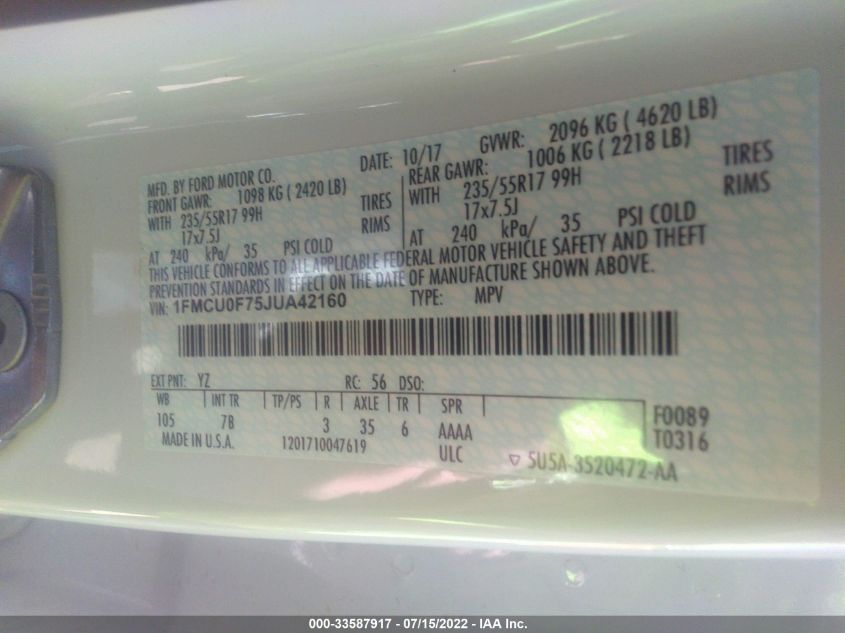 MFD. BY FORD MOTOR CO. DATE: 10/17 GVWR: 2096 KG ( 4620 LB)
FRONT GAWR: 1098 KG ( 2420 LB) REAR GAWR: 1006 KG ( 2218 LB)
WITH 235/55R17 99H TIRES WITH 235/55R17 99H TIRES
17x7.5J RIMS 17x7.5J RIMS
AT 240 kPa/ 35 PSI COLD AT 240 kPa/ 35 PSI COLD
THIS VEHICLE CONFORMS TO ALL APPLICABLE FEDERAL MOTOR VEHICLE SAFETY AND THEFT
PREVENTION STANDARDS IN EFFECT ON THE DATE OF MANUFACTURE SHOWN ABOVE.
VIN: 1FMCU0F75JUA42160 TYPE: MPV
EXT PNT: YZ RC: 56 DSO:
WB INT TR TP/PS R AXLE TR SPR F0089
105 7B 3 35 6 AAAA T0316
MADE IN U.S.A. 1201710047619 ULC 5U5A-3520472-AA
000-33587917 - 07/15/2022 - IAA Inc.